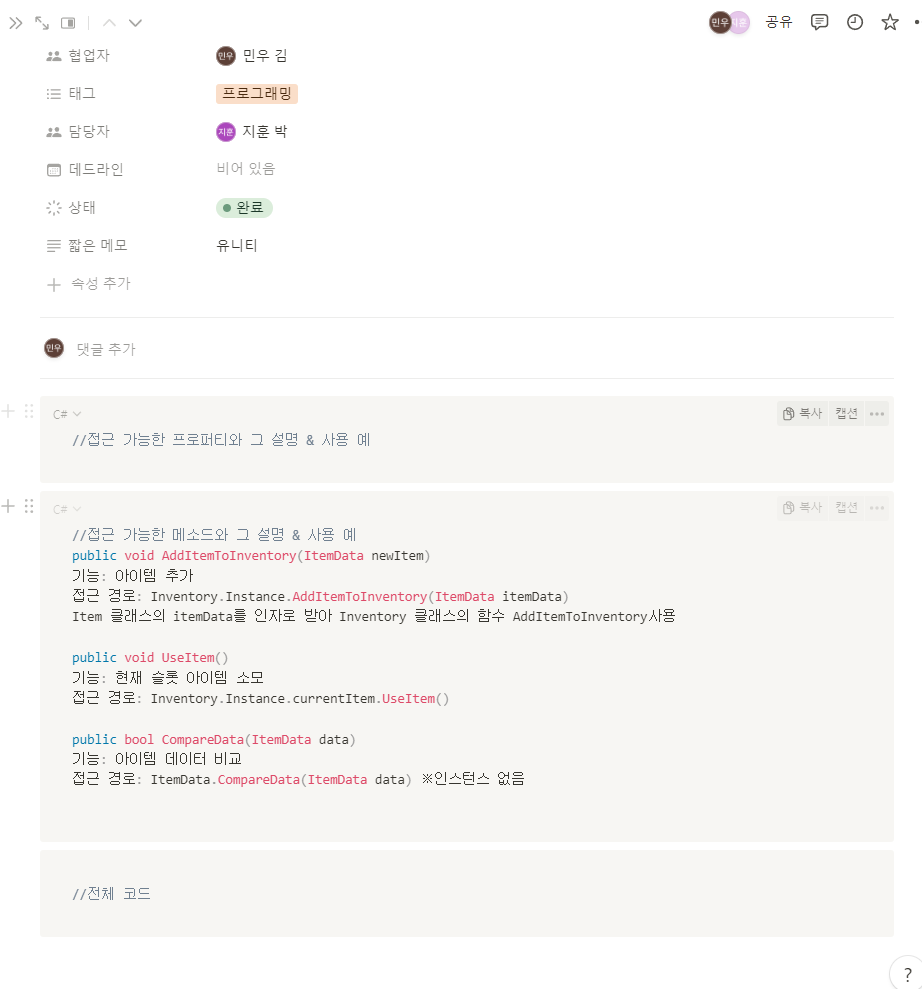 민우 지훈 공유
협업자 민우 민우 김
태그 프로그래밍
담당자 지훈 지훈 박
데드라인 비어 있음
상태 완료
짧은 메모 유니티
속성 추가
민우 댓글 추가
C# 복사 캡션
//접근 가능한 프로퍼티와 그 설명 & 사용 예
C# 복사 캡션
//접근 가능한 메소드와 그 설명 & 사용 예
public void AddItemToInventory(ItemData newItem)
기능: 아이템 추가
접근 경로: Inventory.Instance.AddItemToInventory(ItemData itemData)
Item 클래스의 itemData를 인자로 받아 Inventory 클래스의 함수 AddItemToInventory사용
public void UseItem()
기능: 현재 슬롯 아이템 소모
접근 경로: Inventory.Instance.currentItem.UseItem()
public bool CompareData(ItemData data)
기능: 아이템 데이터 비교
접근 경로: ItemData.CompareData(ItemData data) ※인스턴스 없음
//전체 코드
?